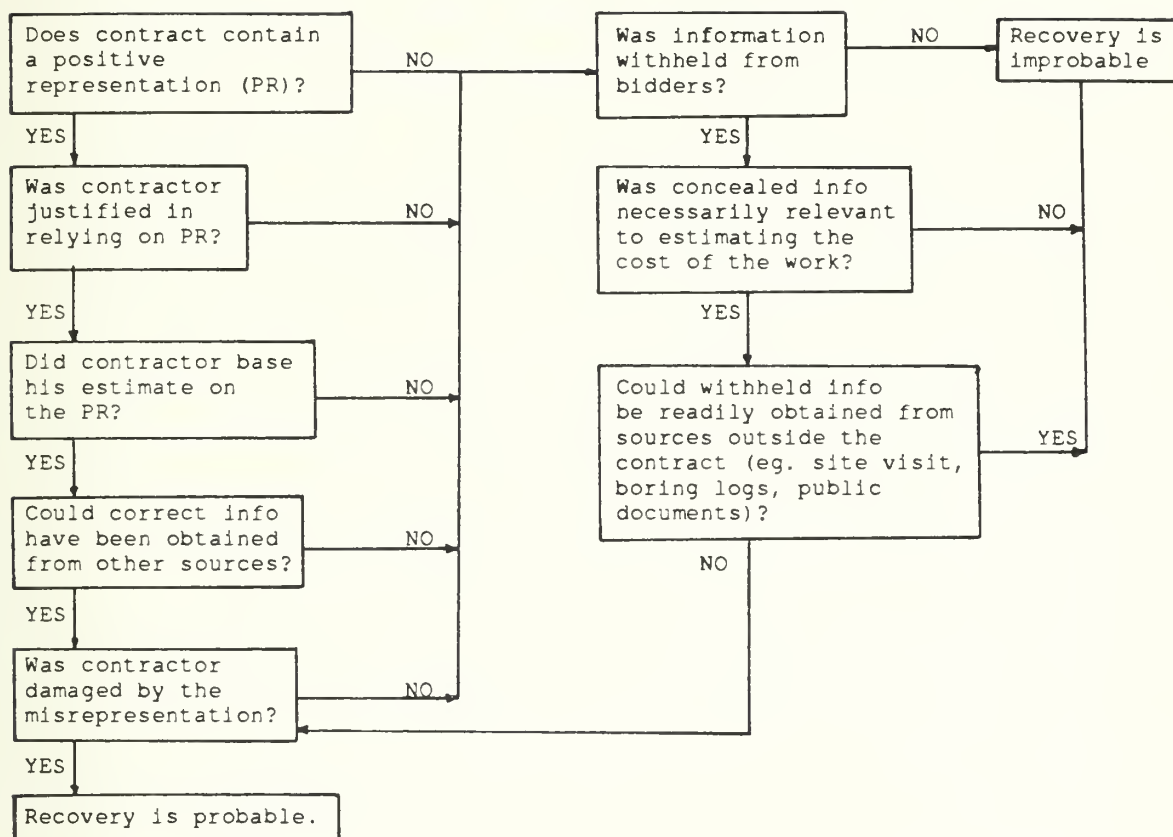 Does contract contain
a positive
representation (PR)?
NO
Was information
withheld from
bidders?
NO
Recovery is
improbable
YES
YES
Was contractor
justified in
relying on PR?
NO
Was concealed info
necessarily relevant
to estimating the
cost of the work?
NO
YES
YES
Did contractor base
his estimate on
the PR?
NO
Could withheld info
be readily obtained from
sources outside the
contract (eg. site visit,
boring logs, public
documents)?
YES
YES
Could correct info
have been obtained
from other sources?
NO
NO
YES
Was contractor
damaged by the
misrepresentation?
NO
YES
Recovery is probable.